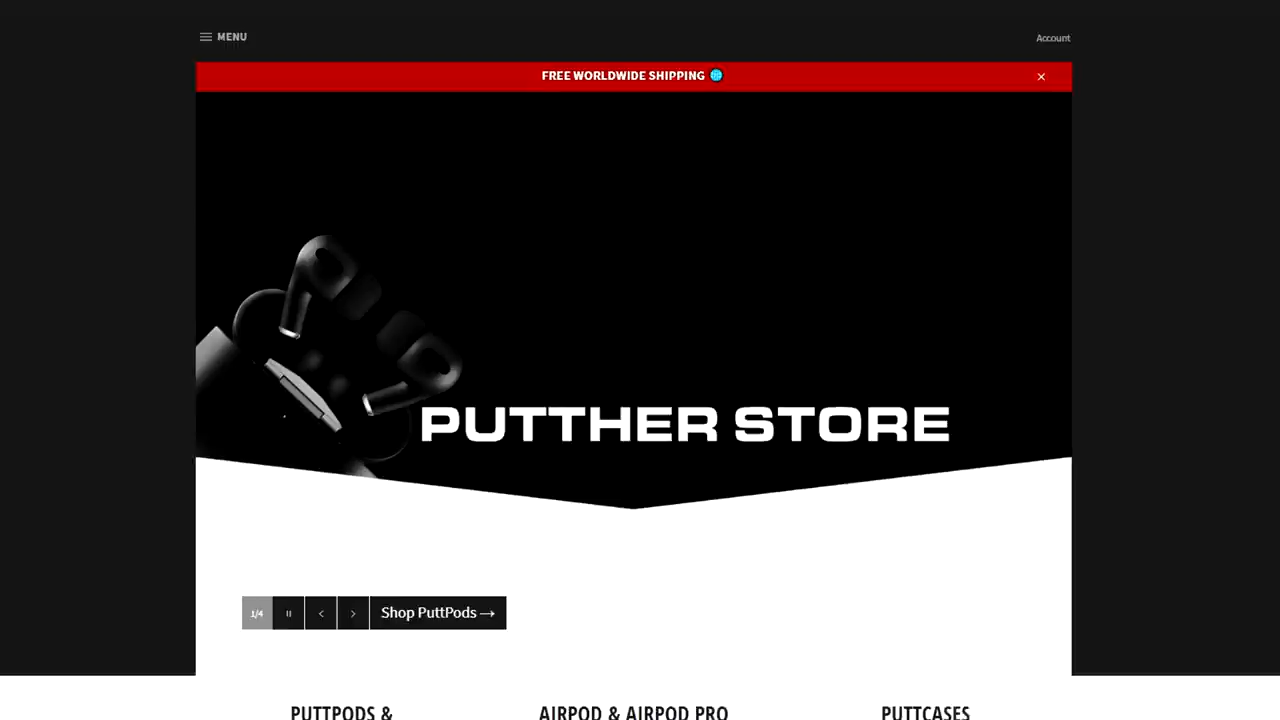 MENU
Account
FREE WORLDWIDE SHIPPING
PUTTHER STORE
1/4
Shop PuttPods →
PUTTPODS &
AIRPOD & AIRPOD PRO
PUTTCASES